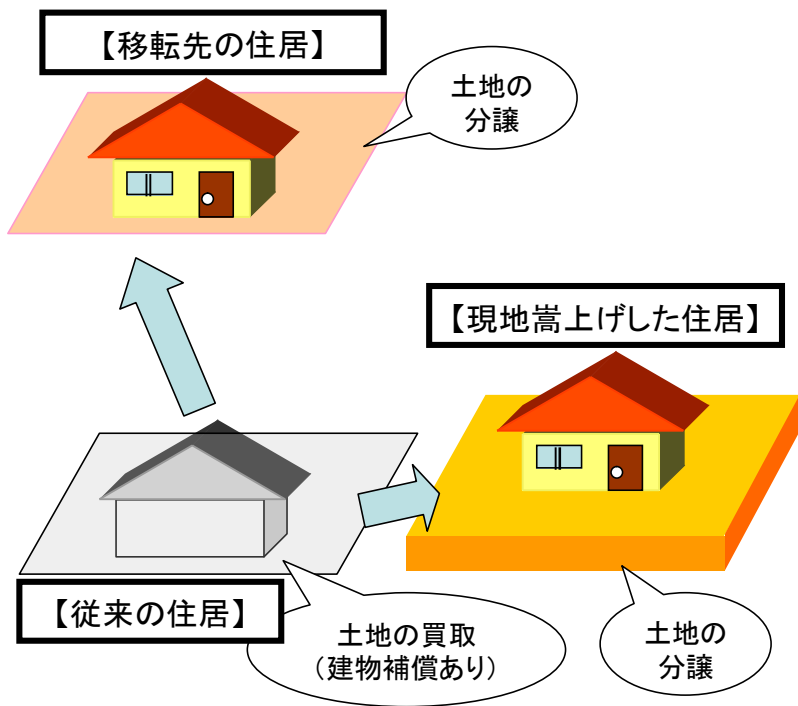 【移転先の住居】
土地の
分譲
【現地嵩上げした住居】
【従来の住居】
土地の買取
（建物補償あり）
土地の
分譲